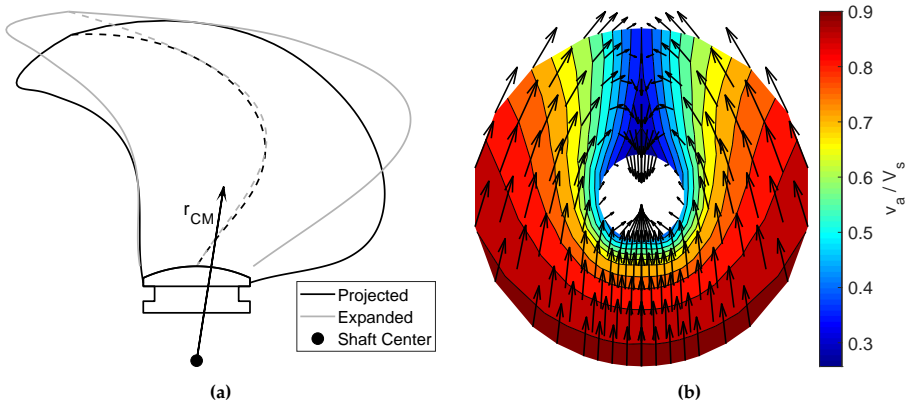 r_CM
Projected
Expanded
Shaft Center
(a)
0.9
0.8
0.7
0.6
0.5
0.4
0.3
v_a / V_s
(b)